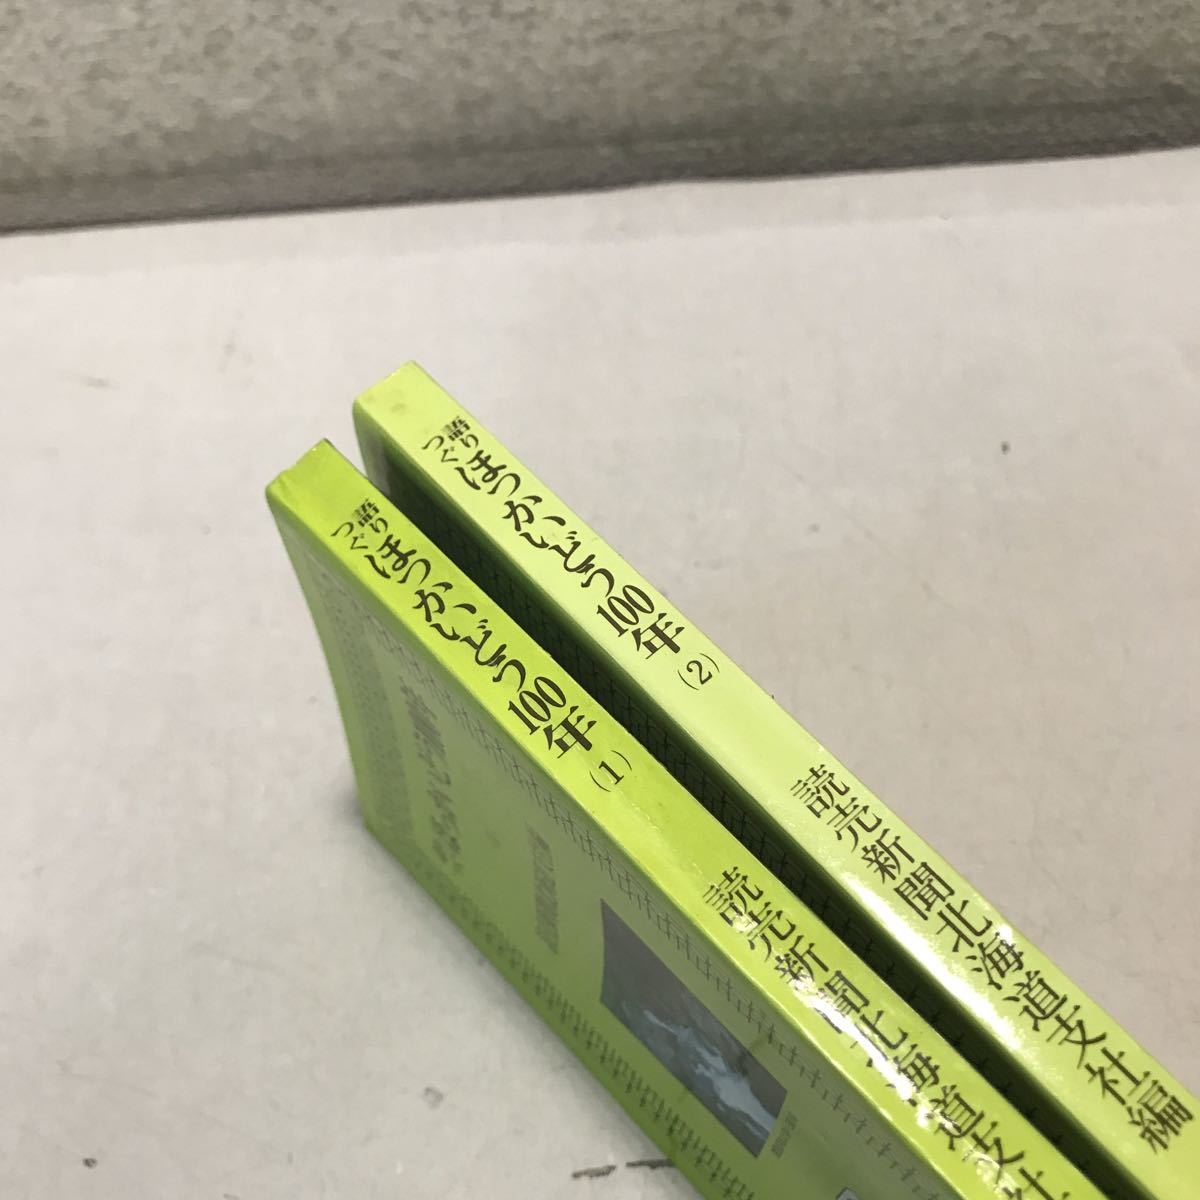 語りつぐ ほっかいどう100年 (1) 読売新聞北海道支社
語りつぐ ほっかいどう100年 (2) 読売新聞北海道支社編